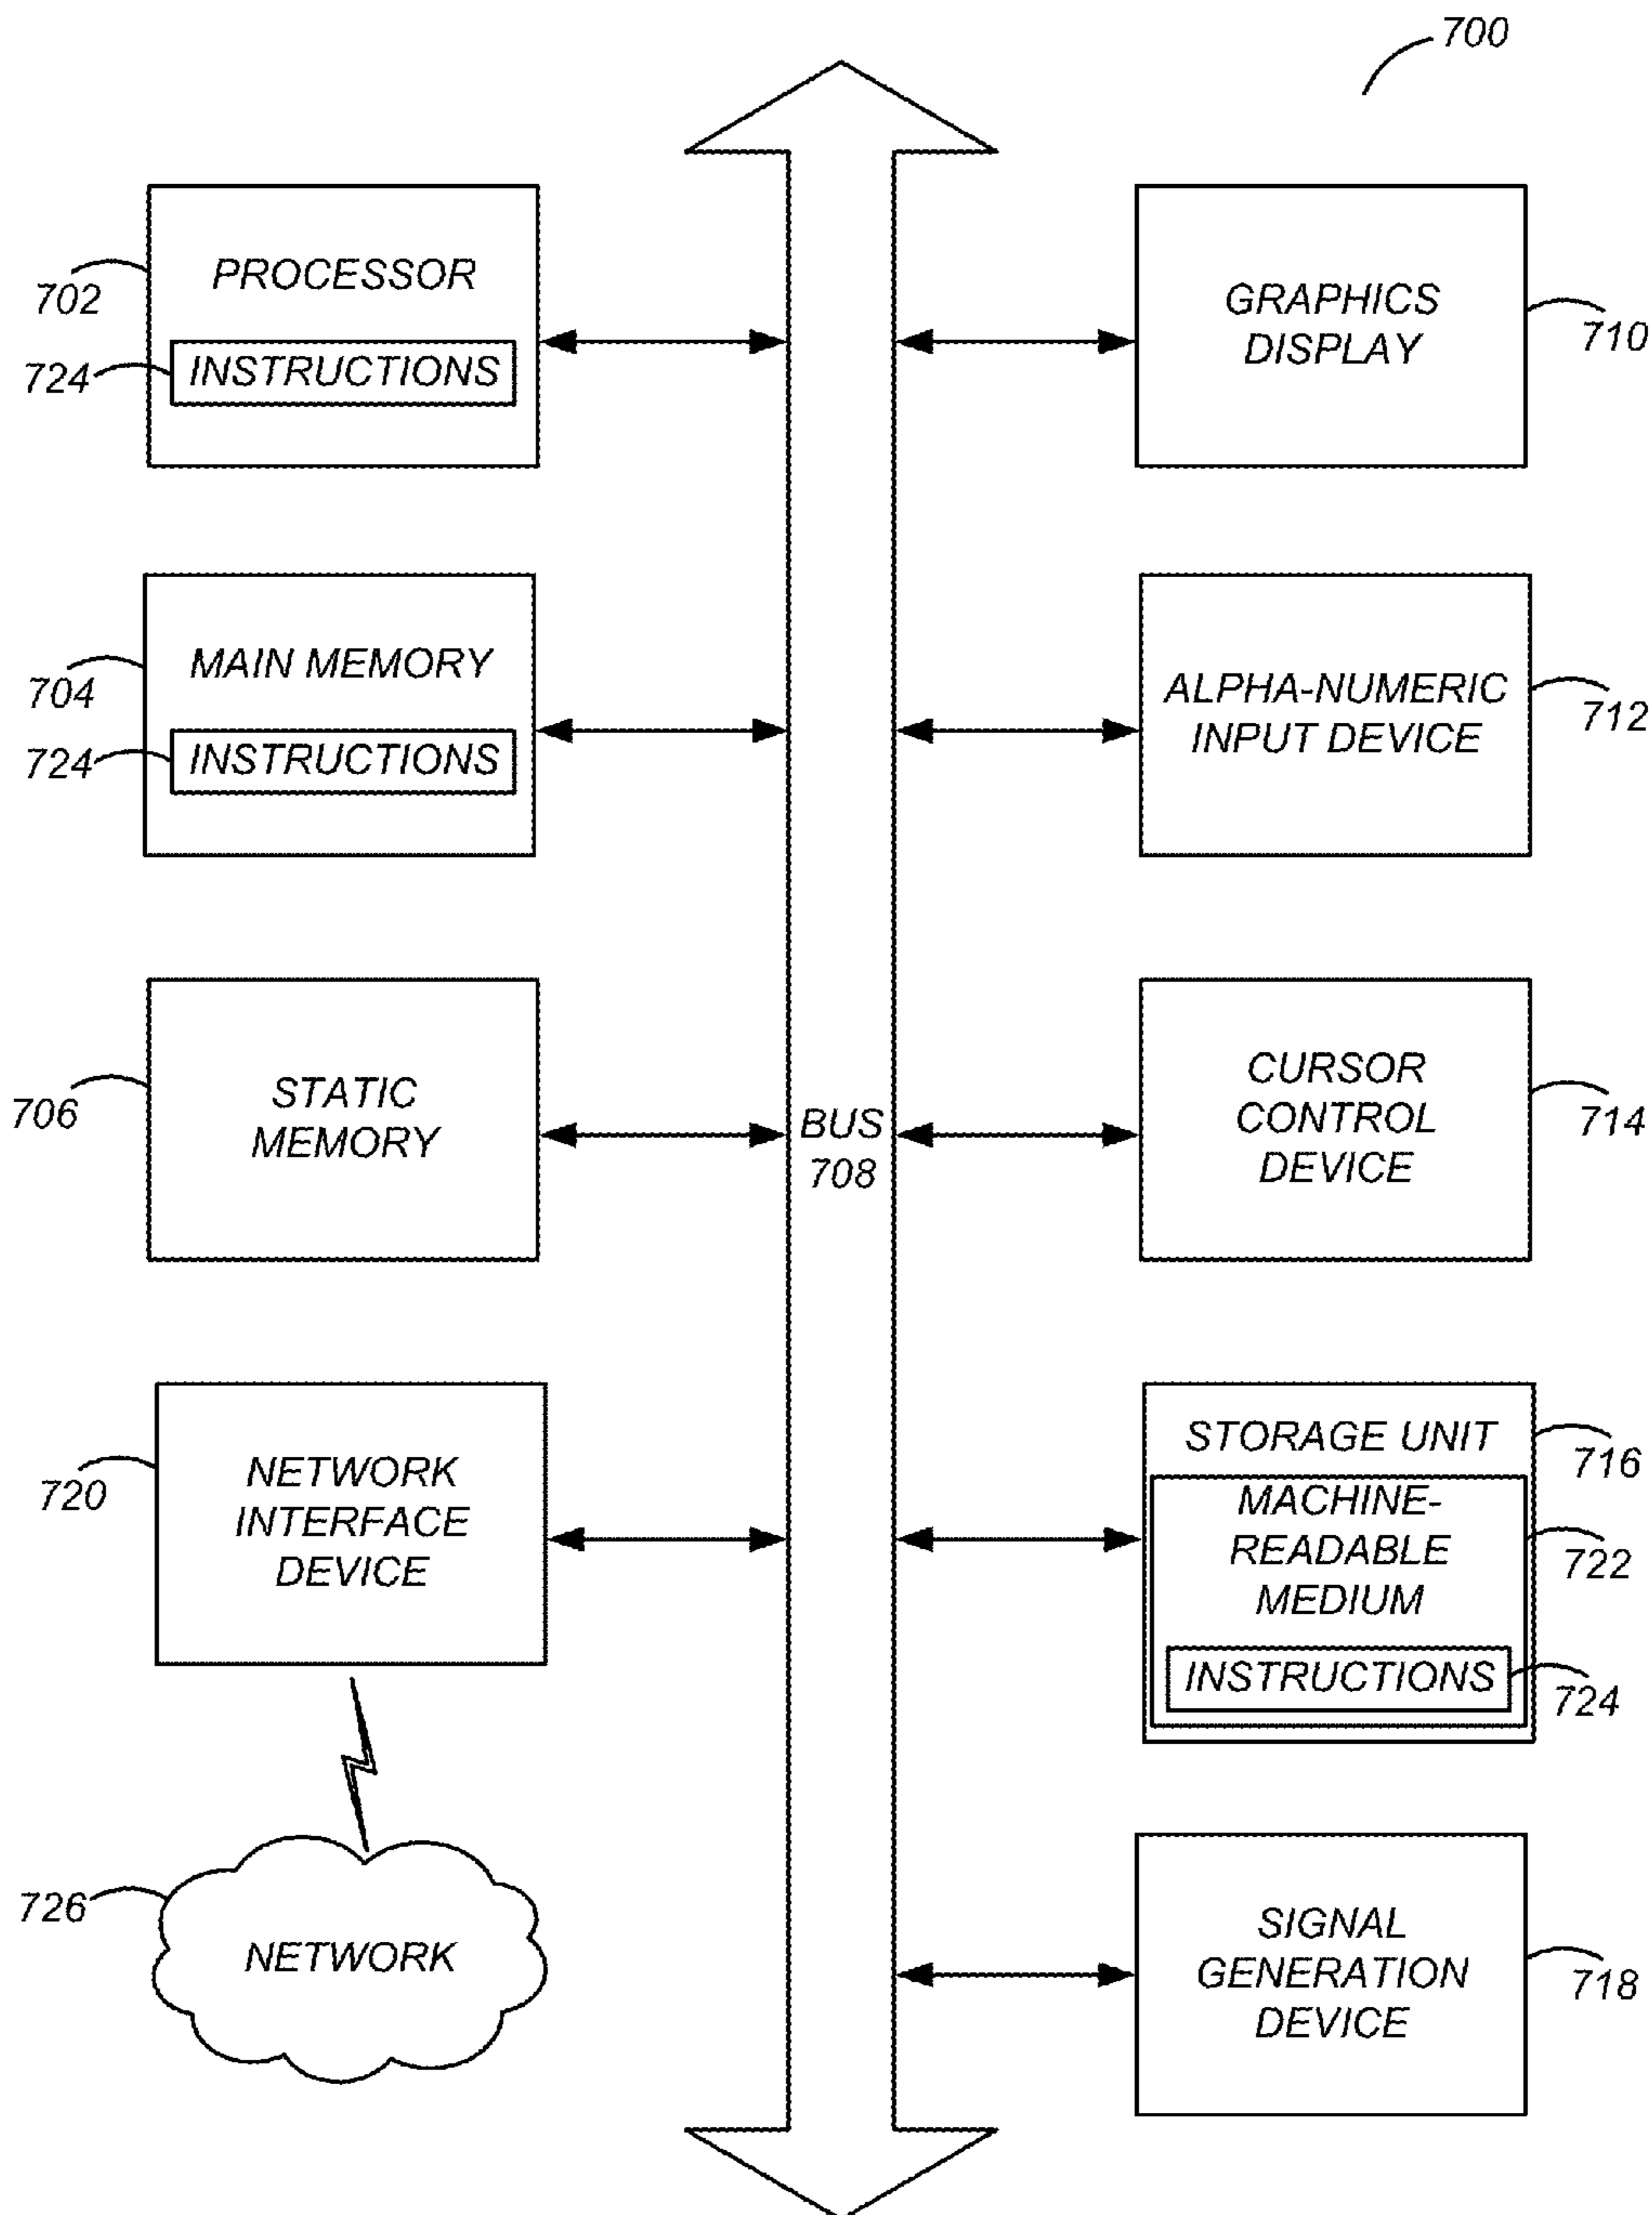 700
PROCESSOR
702
724
INSTRUCTIONS
GRAPHICS
DISPLAY
710
MAIN MEMORY
704
724
INSTRUCTIONS
ALPHA-NUMERIC
INPUT DEVICE
712
STATIC
MEMORY
706
BUS
708
CURSOR
CONTROL
DEVICE
714
NETWORK
INTERFACE
DEVICE
720
STORAGE UNIT
716
MACHINE-
READABLE
MEDIUM
722
INSTRUCTIONS
724
726
NETWORK
SIGNAL
GENERATION
DEVICE
718